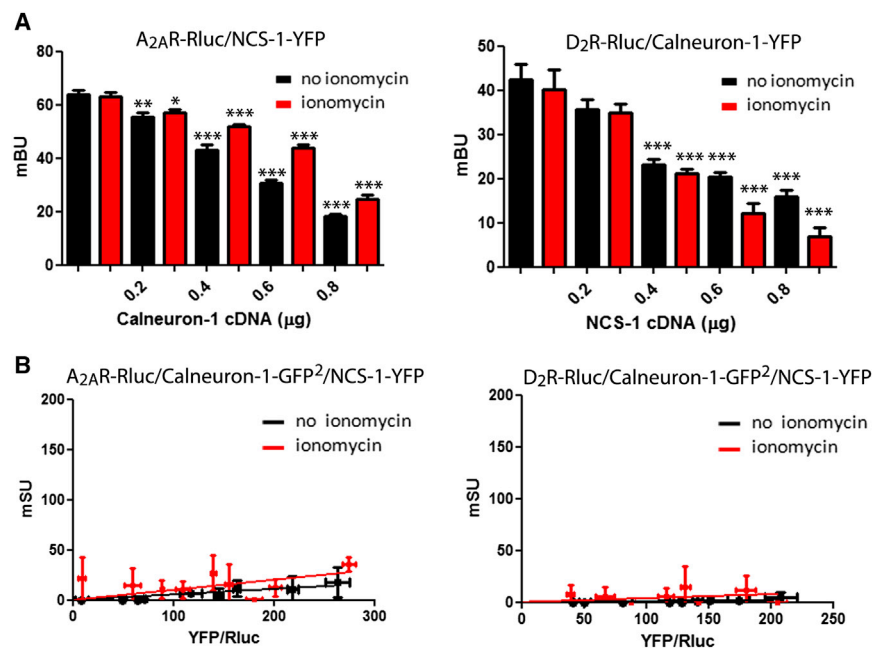 A
A2AR-Rluc/NCS-1-YFP
80
60
40
20
0
mBU
no ionomycin
ionomycin
** * *** *** *** *** *** ***
0.2 0.4 0.6 0.8
Calneuron-1 cDNA (μg)
D2R-Rluc/Calneuron-1-YFP
50
40
30
20
10
0
mBU
no ionomycin
ionomycin
*** *** *** *** *** ***
0.2 0.4 0.6 0.8
NCS-1 cDNA (μg)
B
A2AR-Rluc/Calneuron-1-GFP²/NCS-1-YFP
200
150
100
50
0
mSU
no ionomycin
ionomycin
0 100 200 300
YFP/Rluc
D2R-Rluc/Calneuron-1-GFP²/NCS-1-YFP
200
150
100
50
0
mSU
no ionomycin
ionomycin
0 50 100 150 200 250
YFP/Rluc